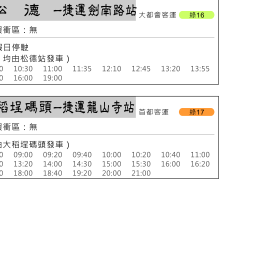 公 德 －捷運劍南路站 大都會客運 綠16
衝區：無
假日停駛
均由松德站發車）
0 10:30 11:00 11:35 12:10 12:45 13:20 13:55
0 16:00 19:00
稻埕碼頭－捷運龍山寺站 首都客運 綠17
衝區：無
由大稻埕碼頭發車）
0 09:00 09:20 09:40 10:00 10:20 10:40 11:00
0 13:20 14:00 14:30 15:00 15:30 16:00 16:20
0 18:00 18:40 19:20 20:00 21:00